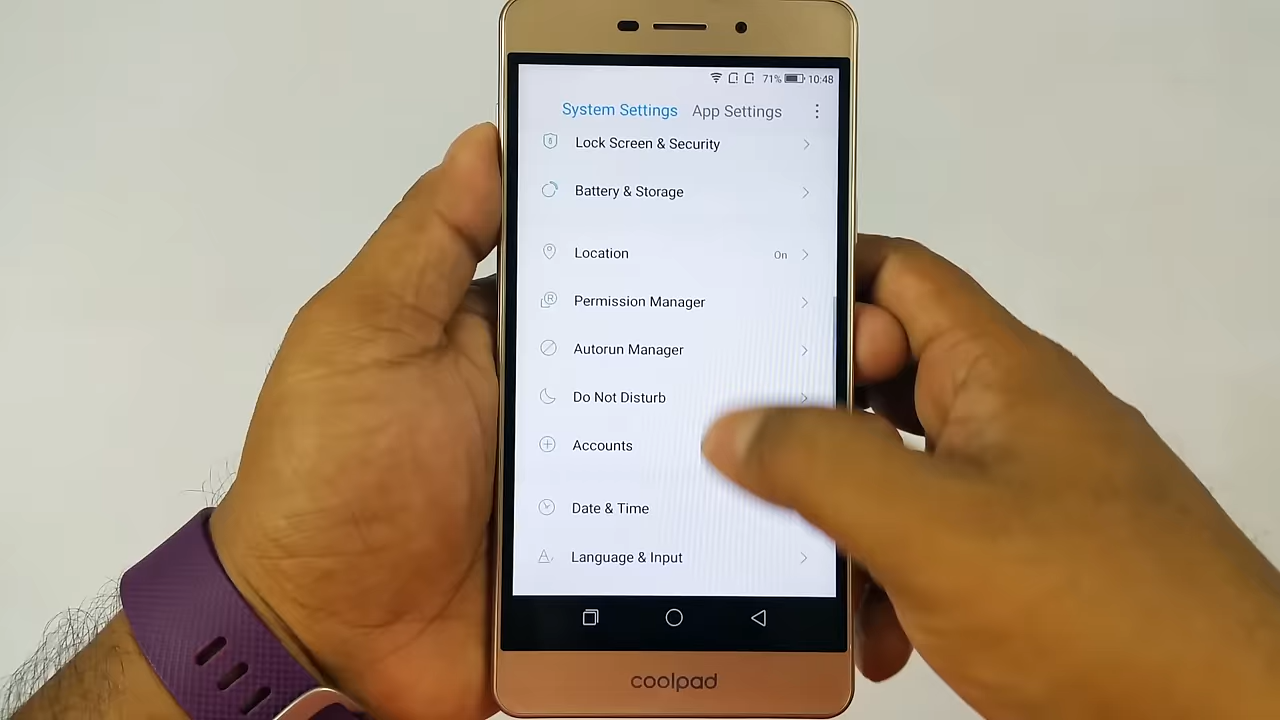 71% 10:48
System Settings App Settings
Lock Screen & Security
Battery & Storage
Location On
Permission Manager
Autorun Manager
Do Not Disturb
Accounts
Date & Time
Language & Input
coolpad